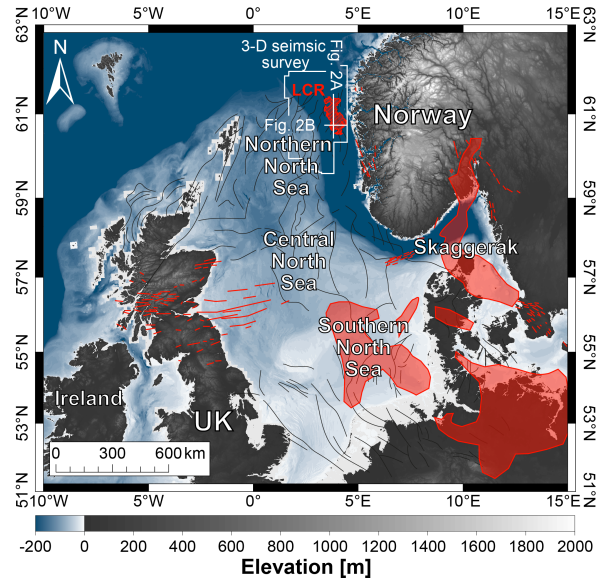 10°W 5°W 0° 5°E 10°E 15°E
63°N 63°N
N
3-D seimsic
survey
Fig. 2A
LCR
61°N 61°N
Norway
Fig. 2B
Northern
North
Sea
59°N 59°N
Skaggerak
Central
North
Sea
57°N 57°N
Southern
North
Sea
55°N 55°N
Ireland
UK
53°N 53°N
0 300 600 km
51°N 51°N
10°W 5°W 0° 5°E 10°E 15°E
-200 0 200 400 600 800 1000 1200 1400 1600 1800 2000
Elevation [m]